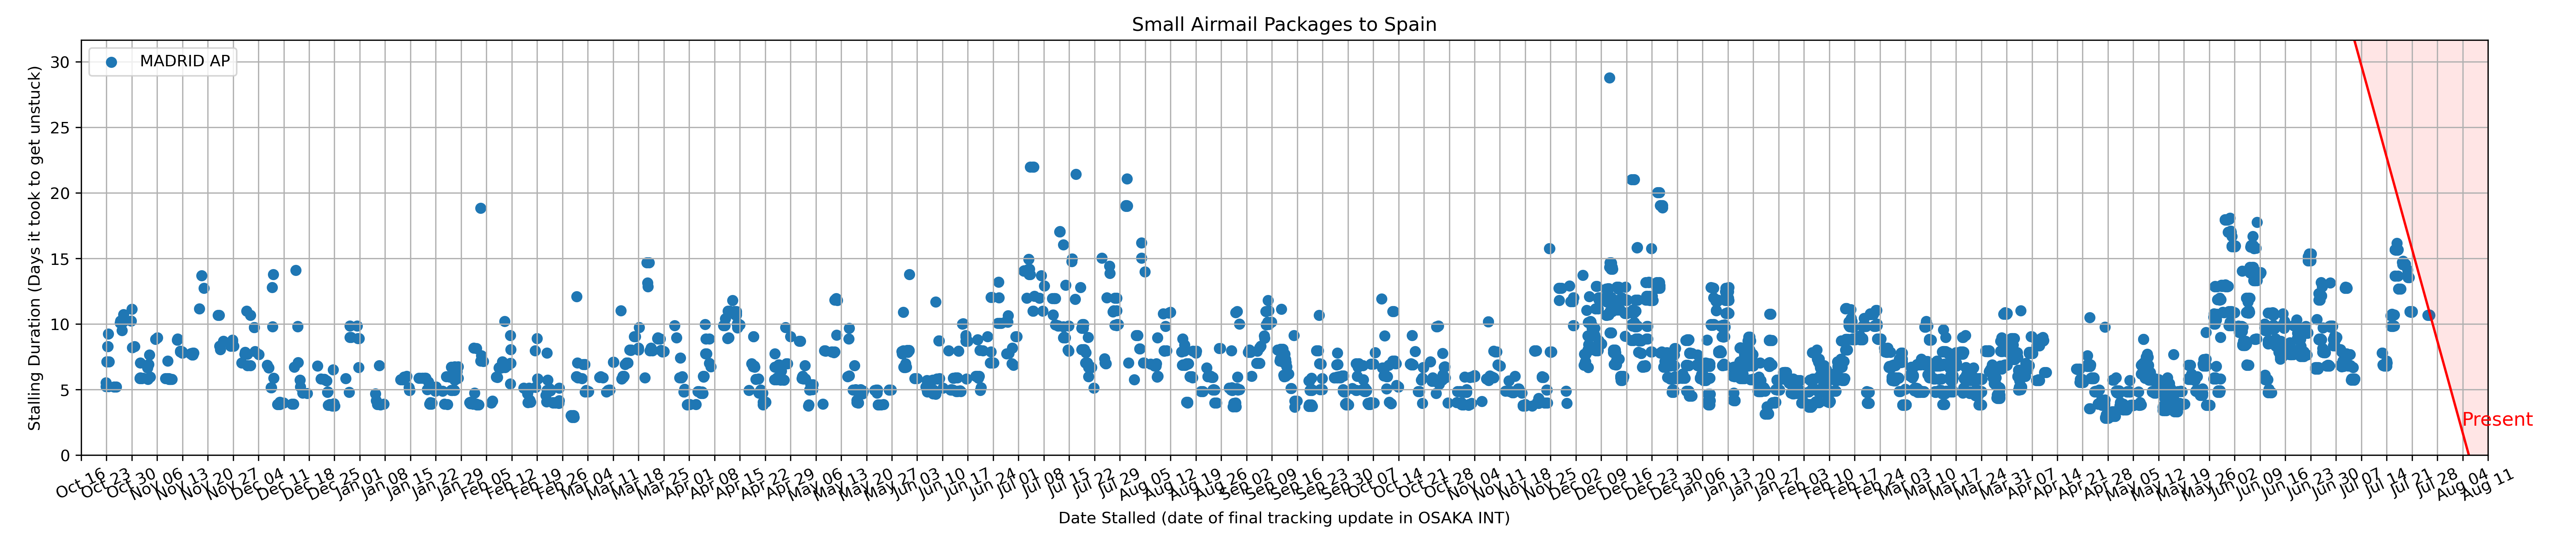 Small Airmail Packages to Spain
MADRID AP
Stalling Duration (Days it took to get unstuck)
30
25
20
15
10
5
0
Present
Oct 16
Oct 23
Oct 30
Nov 06
Nov 13
Nov 20
Nov 27
Dec 04
Dec 11
Dec 18
Dec 25
Jan 01
Jan 08
Jan 15
Jan 22
Jan 29
Feb 05
Feb 12
Feb 19
Feb 26
Mar 04
Mar 11
Mar 18
Mar 25
Apr 01
Apr 08
Apr 15
Apr 22
Apr 29
May 06
May 13
May 20
May 27
Jun 03
Jun 10
Jun 17
Jun 24
Jul 01
Jul 08
Jul 15
Jul 22
Jul 29
Aug 05
Aug 12
Aug 19
Aug 26
Sep 02
Sep 09
Sep 16
Sep 23
Sep 30
Oct 07
Oct 14
Oct 21
Oct 28
Nov 04
Nov 11
Nov 18
Nov 25
Dec 02
Dec 09
Dec 16
Dec 23
Dec 30
Jan 06
Jan 13
Jan 20
Jan 27
Feb 03
Feb 10
Feb 17
Feb 24
Mar 03
Mar 10
Mar 17
Mar 24
Mar 31
Apr 07
Apr 14
Apr 21
Apr 28
May 05
May 12
May 19
May 26
Jun 02
Jun 09
Jun 16
Jun 23
Jun 30
Jul 07
Jul 14
Jul 21
Jul 28
Aug 04
Aug 11
Date Stalled (date of final tracking update in OSAKA INT)